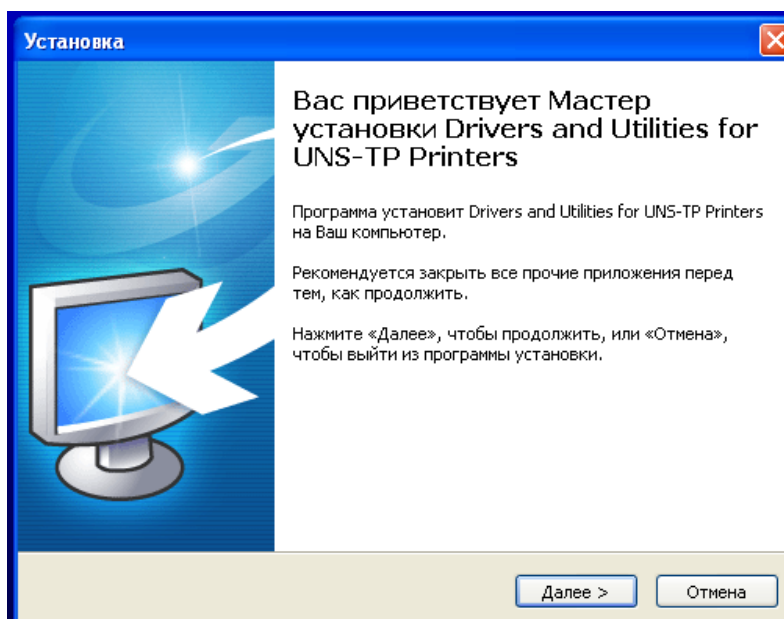 Установка
Вас приветствует Мастер
установки Drivers and Utilities for
UNS-TP Printers
Программа установит Drivers and Utilities for UNS-TP Printers
на Ваш компьютер.
Рекомендуется закрыть все прочие приложения перед
тем, как продолжить.
Нажмите «Далее», чтобы продолжить, или «Отмена»,
чтобы выйти из программы установки.
Далее >
Отмена